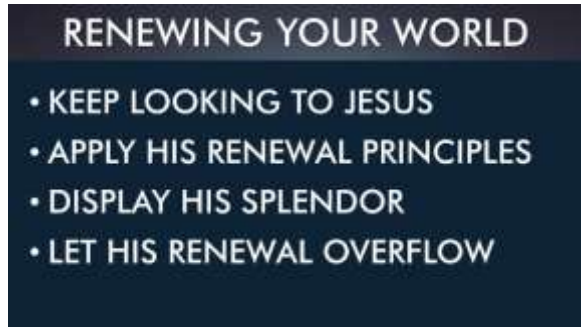 RENEWING YOUR WORLD
• KEEP LOOKING TO JESUS
• APPLY HIS RENEWAL PRINCIPLES
• DISPLAY HIS SPLENDOR
• LET HIS RENEWAL OVERFLOW